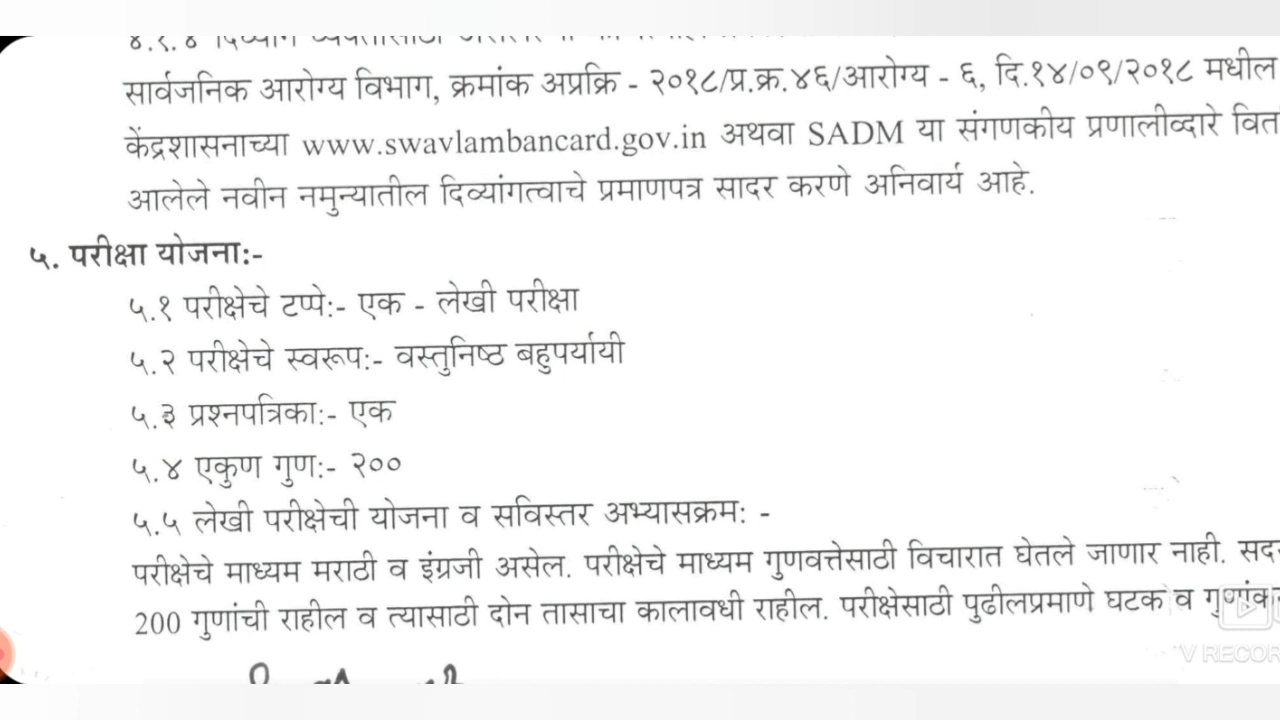 ४.१.४ दिव्यांग
सार्वजनिक आरोग्य विभाग, क्रमांक अप्रक्रि - २०१८/प्र.क्र.४६/आरोग्य - ६, दि.१४/०९/२०१८ मधील
केंद्रशासनाच्या www.swavlambancard.gov.in अथवा SADM या संगणकीय प्रणालीव्दारे वित
आलेले नवीन नमुन्यातील दिव्यांगत्वाचे प्रमाणपत्र सादर करणे अनिवार्य आहे.
५. परीक्षा योजना:-
५.१ परीक्षेचे टप्पे:- एक - लेखी परीक्षा
५.२ परीक्षेचे स्वरूप:- वस्तुनिष्ठ बहुपर्यायी
५.३ प्रश्नपत्रिका:- एक
५.४ एकुण गुण:- २००
५.५ लेखी परीक्षेची योजना व सविस्तर अभ्यासक्रम: -
परीक्षेचे माध्यम मराठी व इंग्रजी असेल. परीक्षेचे माध्यम गुणवत्तेसाठी विचारात घेतले जाणार नाही. सद
200 गुणांची राहील व त्यासाठी दोन तासाचा कालावधी राहील. परीक्षेसाठी पुढीलप्रमाणे घटक व
V RECOR